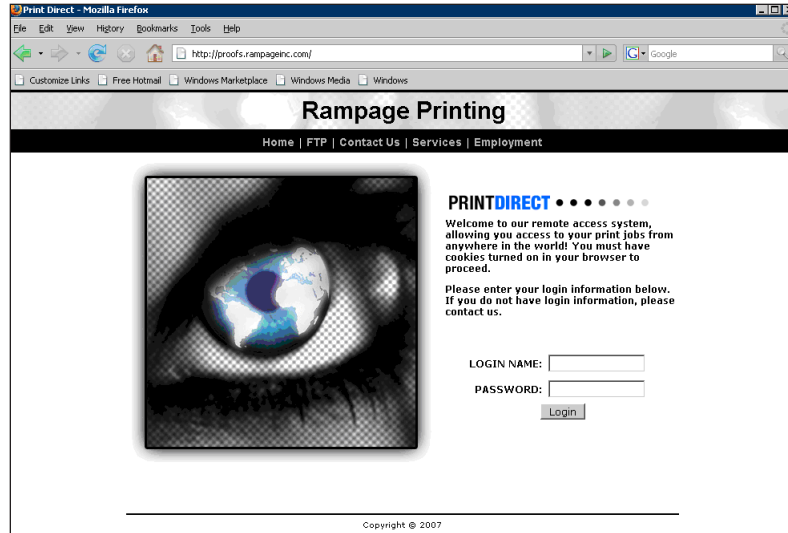 Print Direct - Mozilla Firefox
File Edit View History Bookmarks Tools Help
http://proofs.rampageinc.com/
G Google
Customize Links Free Hotmail Windows Marketplace Windows Media Windows
Rampage Printing
Home | FTP | Contact Us | Services | Employment
PRINTDIRECT
Welcome to our remote access system,
allowing you access to your print jobs from
anywhere in the world! You must have
cookies turned on in your browser to
proceed.
Please enter your login information below.
If you do not have login information, please
contact us.
LOGIN NAME:
PASSWORD:
Login
Copyright © 2007